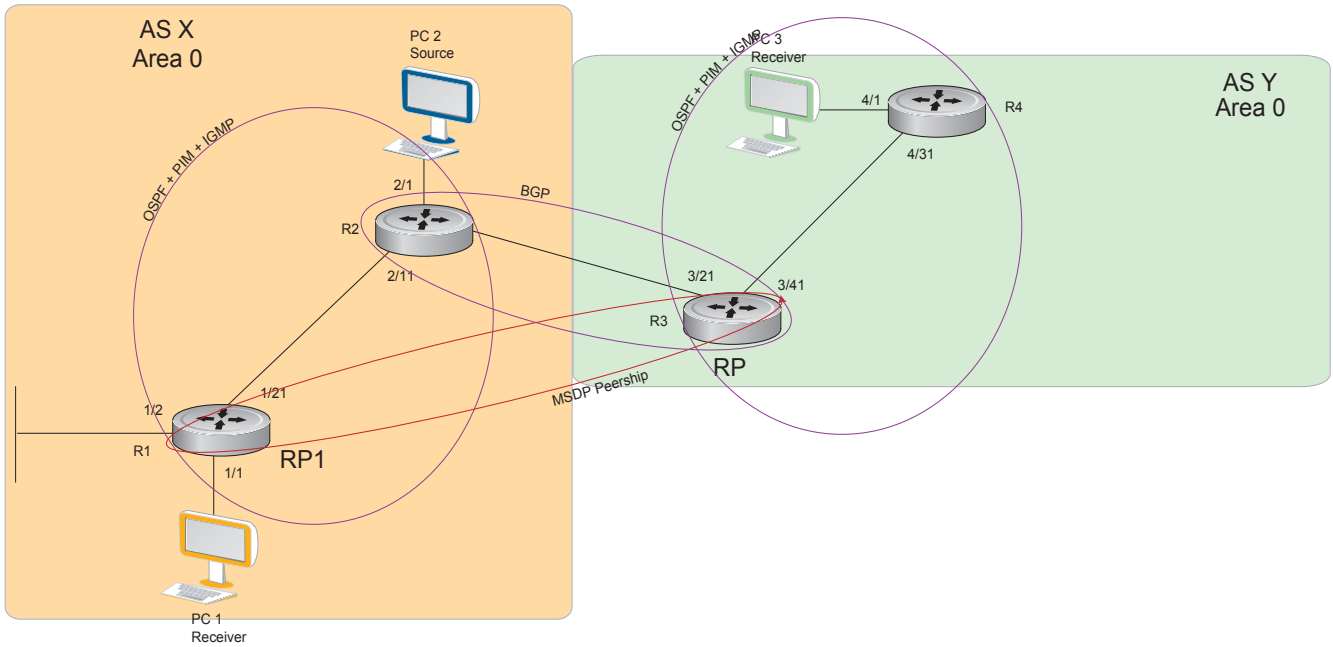 AS X
Area 0
PC 2
Source
OSPF + PIM + IGMP
2/1
R2
2/11
BGP
1/2
1/21
R1
RP1
1/1
PC 1
Receiver
MSDP Peership
OSPF + PIM + IGMP
PC 3
Receiver
4/1
R4
4/31
AS Y
Area 0
3/21
3/41
R3
RP